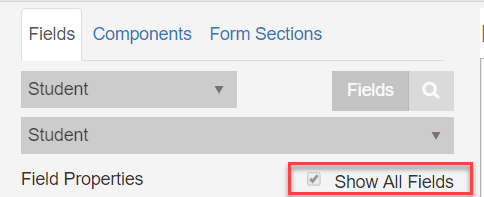 Fields Components Form Sections
Student Fields
Student
Field Properties Show All Fields